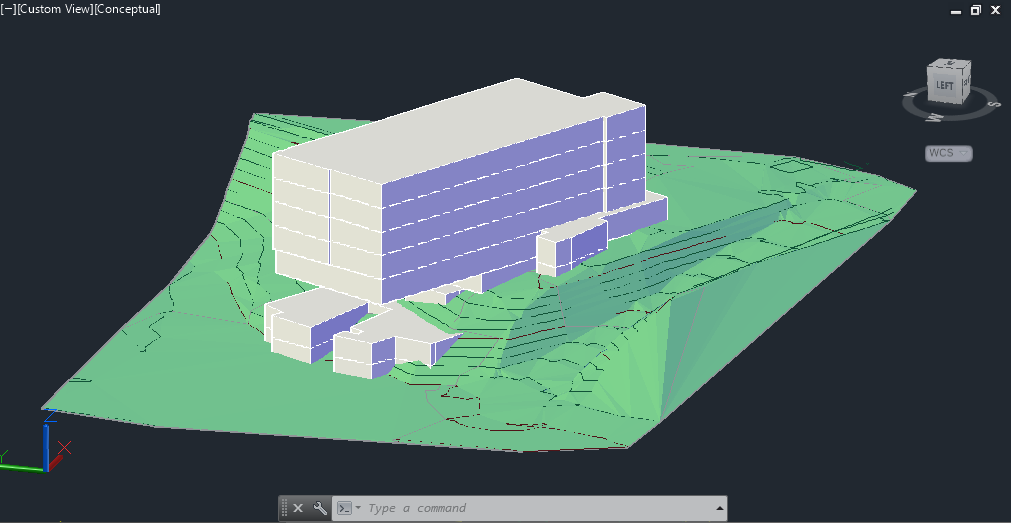 [−][Custom View][Conceptual]
LEFT
S
W
WCS
Z
X
Y
Type a command